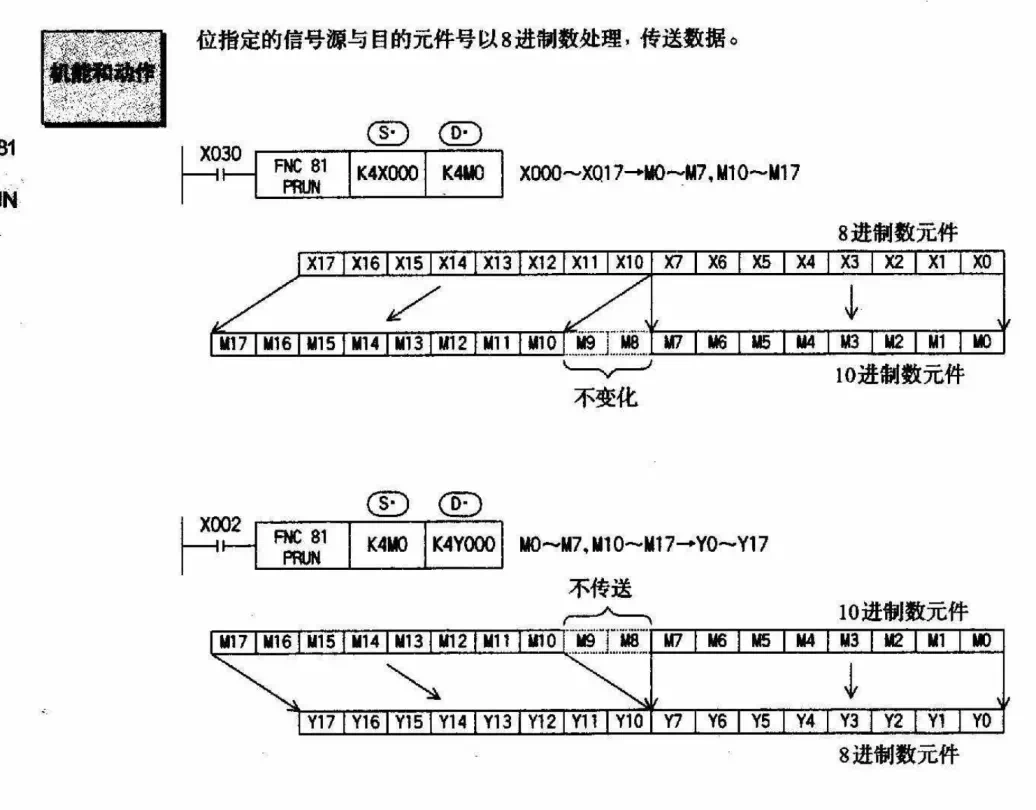 位指定的信号源与目的元件号以8进制数处理，传送数据。
机能和动作
81
UN
S· D·
X030 FNC 81 PRUN K4X000 K4M0 X000～X017→M0～M7,M10～M17
8进制数元件
X17 X16 X15 X14 X13 X12 X11 X10 X7 X6 X5 X4 X3 X2 X1 X0
M17 M16 M15 M14 M13 M12 M11 M10 M9 M8 M7 M6 M5 M4 M3 M2 M1 M0
不变化 10进制数元件
S· D·
X002 FNC 81 PRUN K4M0 K4Y000 M0～M7,M10～M17→Y0～Y17
不传送 10进制数元件
M17 M16 M15 M14 M13 M12 M11 M10 M9 M8 M7 M6 M5 M4 M3 M2 M1 M0
Y17 Y16 Y15 Y14 Y13 Y12 Y11 Y10 Y7 Y6 Y5 Y4 Y3 Y2 Y1 Y0
8进制数元件